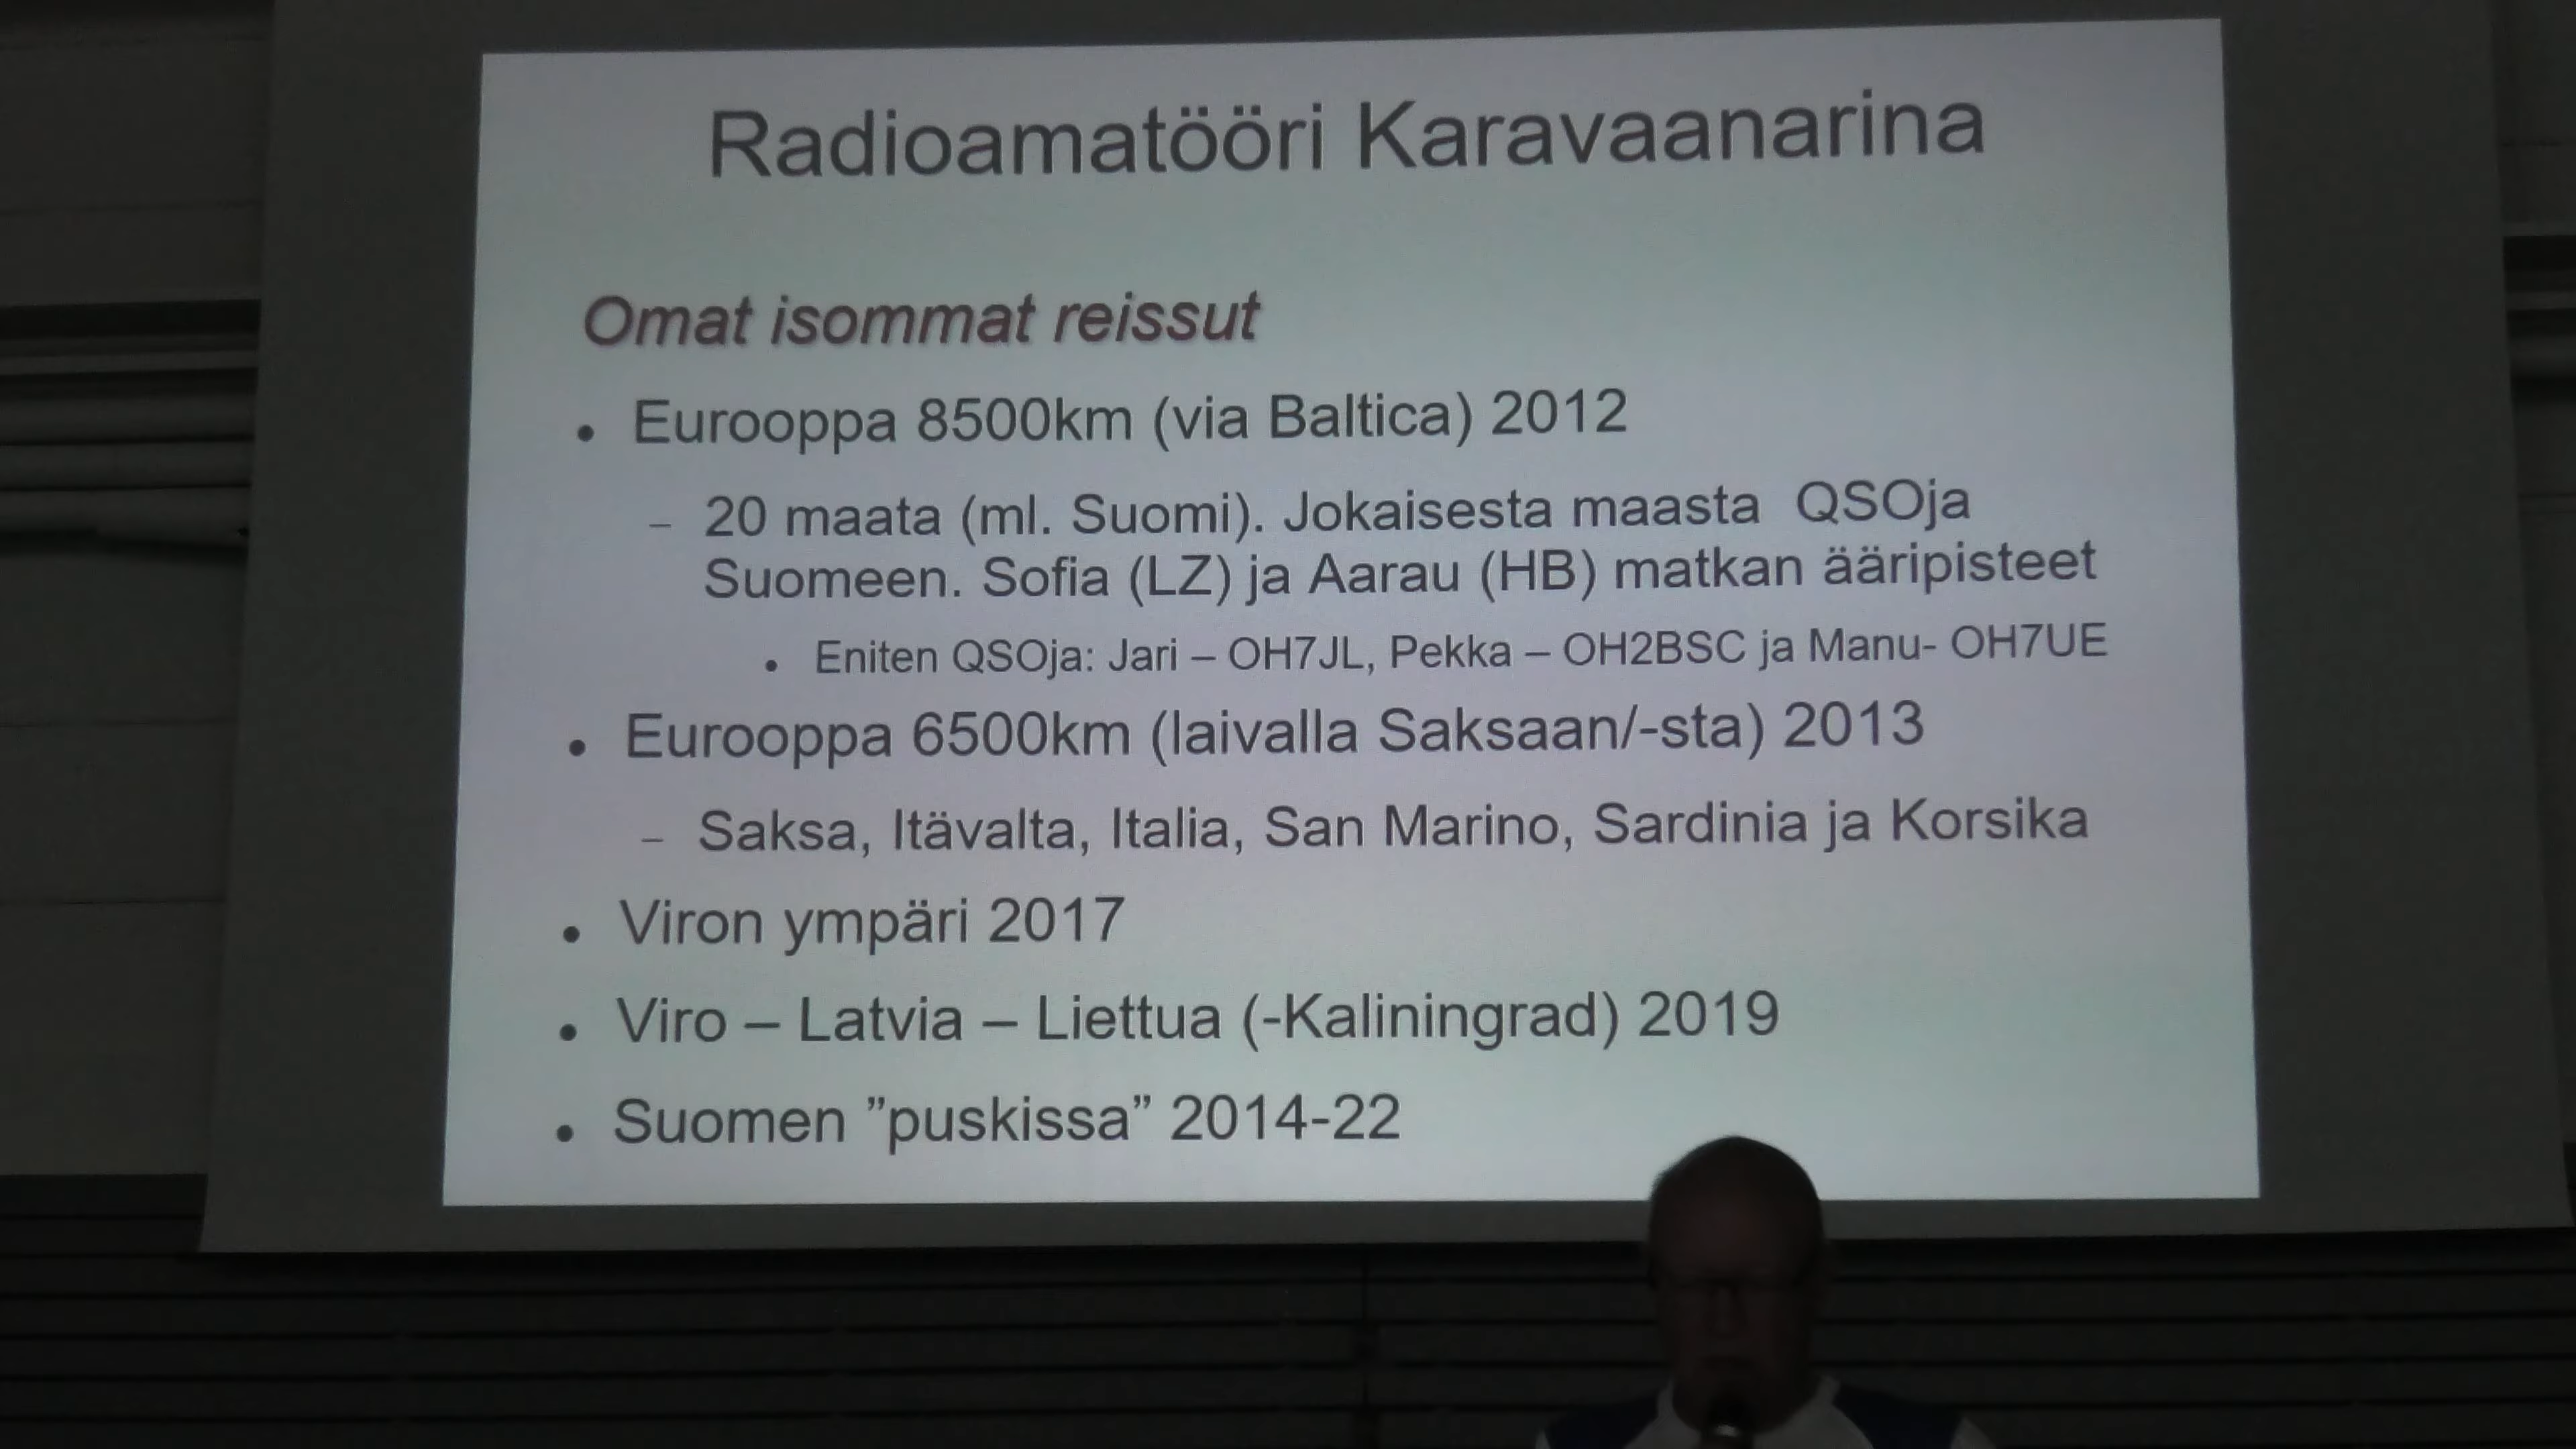 Radioamatööri Karavaanarina
Omat isommat reissut
• Eurooppa 8500km (via Baltica) 2012
– 20 maata (ml. Suomi). Jokaisesta maasta QSOja
Suomeen. Sofia (LZ) ja Aarau (HB) matkan ääripisteet
• Eniten QSOja: Jari – OH7JL, Pekka – OH2BSC ja Manu- OH7UE
• Eurooppa 6500km (laivalla Saksaan/-sta) 2013
– Saksa, Itävalta, Italia, San Marino, Sardinia ja Korsika
• Viron ympäri 2017
• Viro – Latvia – Liettua (-Kaliningrad) 2019
• Suomen ”puskissa” 2014-22